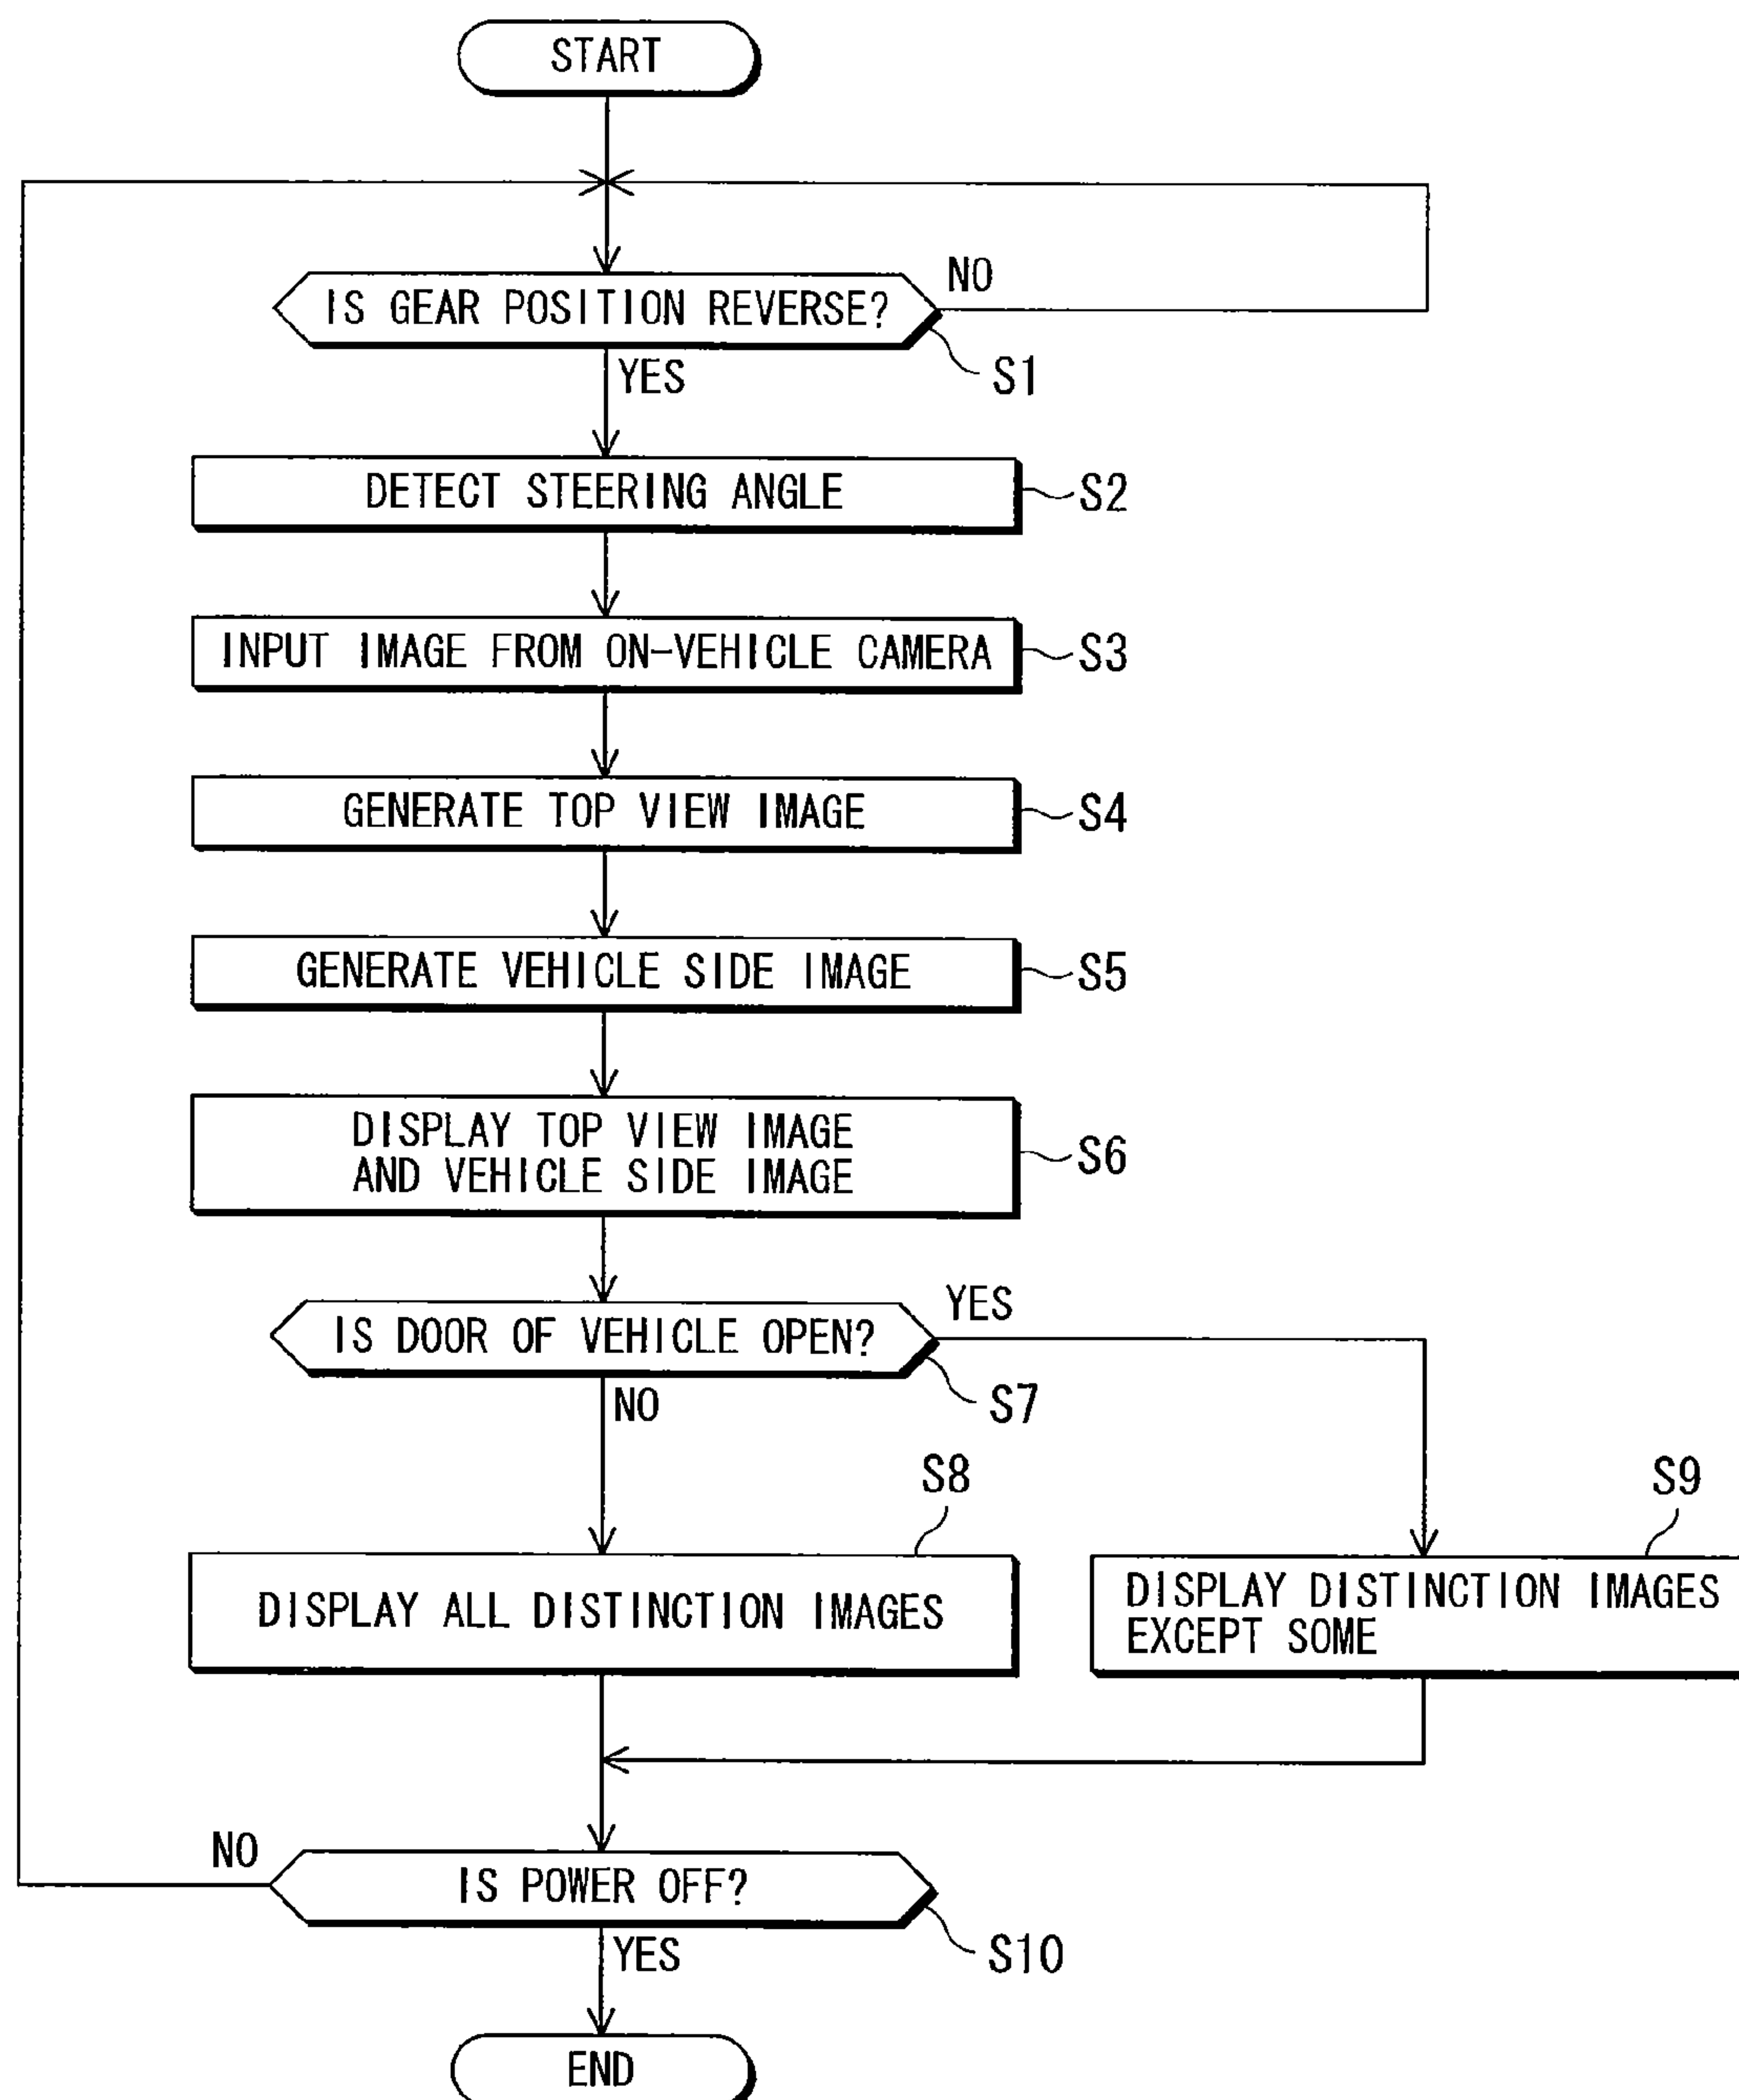 START
IS GEAR POSITION REVERSE?
NO
S1
YES
DETECT STEERING ANGLE
S2
INPUT IMAGE FROM ON-VEHICLE CAMERA
S3
GENERATE TOP VIEW IMAGE
S4
GENERATE VEHICLE SIDE IMAGE
S5
DISPLAY TOP VIEW IMAGE
AND VEHICLE SIDE IMAGE
S6
IS DOOR OF VEHICLE OPEN?
YES
S7
NO
S8
DISPLAY ALL DISTINCTION IMAGES
S9
DISPLAY DISTINCTION IMAGES
EXCEPT SOME
NO
IS POWER OFF?
S10
YES
END